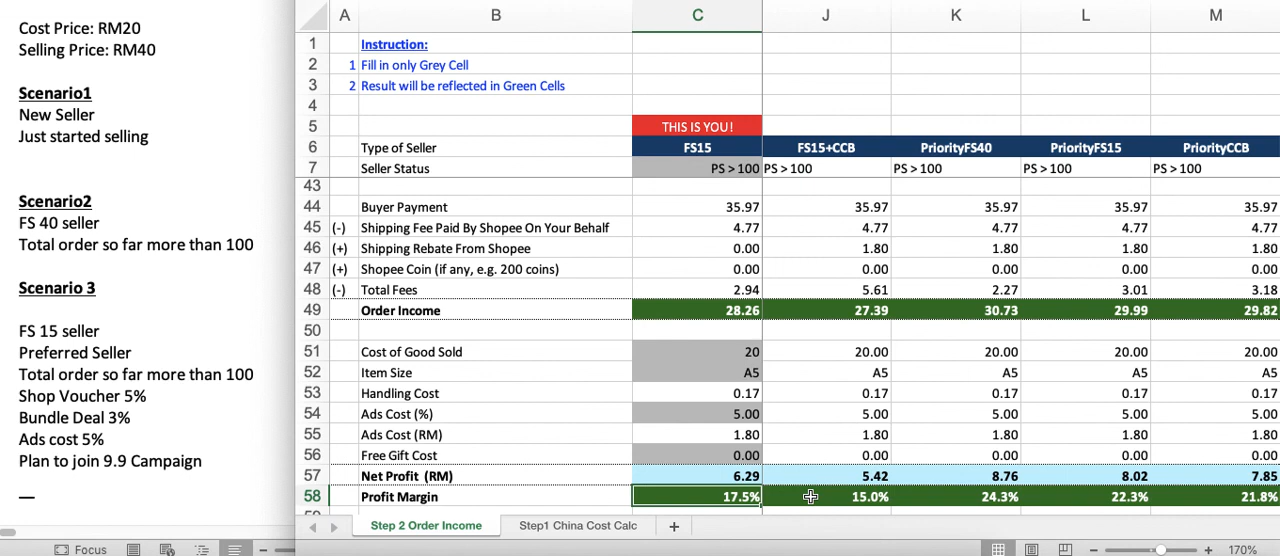 Cost Price: RM20
Selling Price: RM40
Scenario1
New Seller
Just started selling
Scenario2
FS 40 seller
Total order so far more than 100
Scenario 3
FS 15 seller
Preferred Seller
Total order so far more than 100
Shop Voucher 5%
Bundle Deal 3%
Ads cost 5%
Plan to join 9.9 Campaign
—
Focus
A B C J K L M
1 Instruction:
2 1 Fill in only Grey Cell
3 2 Result will be reflected in Green Cells
4
5 THIS IS YOU!
6 Type of Seller FS15 FS15+CCB PriorityFS40 PriorityFS15 PriorityCCB
7 Seller Status PS > 100 PS > 100 PS > 100 PS > 100 PS > 100
43
44 Buyer Payment 35.97 35.97 35.97 35.97 35.97
45 (-) Shipping Fee Paid By Shopee On Your Behalf 4.77 4.77 4.77 4.77 4.77
46 (+) Shipping Rebate From Shopee 0.00 1.80 1.80 1.80 1.80
47 (+) Shopee Coin (if any, e.g. 200 coins) 0.00 0.00 0.00 0.00 0.00
48 (-) Total Fees 2.94 5.61 2.27 3.01 3.18
49 Order Income 28.26 27.39 30.73 29.99 29.82
50
51 Cost of Good Sold 20 20.00 20.00 20.00 20.00
52 Item Size A5 A5 A5 A5 A5
53 Handling Cost 0.17 0.17 0.17 0.17 0.17
54 Ads Cost (%) 5.00 5.00 5.00 5.00 5.00
55 Ads Cost (RM) 1.80 1.80 1.80 1.80 1.80
56 Free Gift Cost 0.00 0.00 0.00 0.00 0.00
57 Net Profit (RM) 6.29 5.42 8.76 8.02 7.85
58 Profit Margin 17.5% 15.0% 24.3% 22.3% 21.8%
Step 2 Order Income Step1 China Cost Calc +
170%